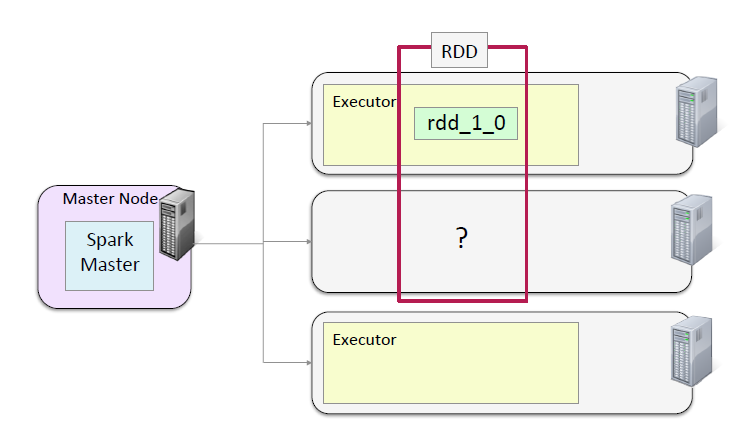 RDD
Executor
rdd_1_0
Master Node
Spark
Master
?
Executor